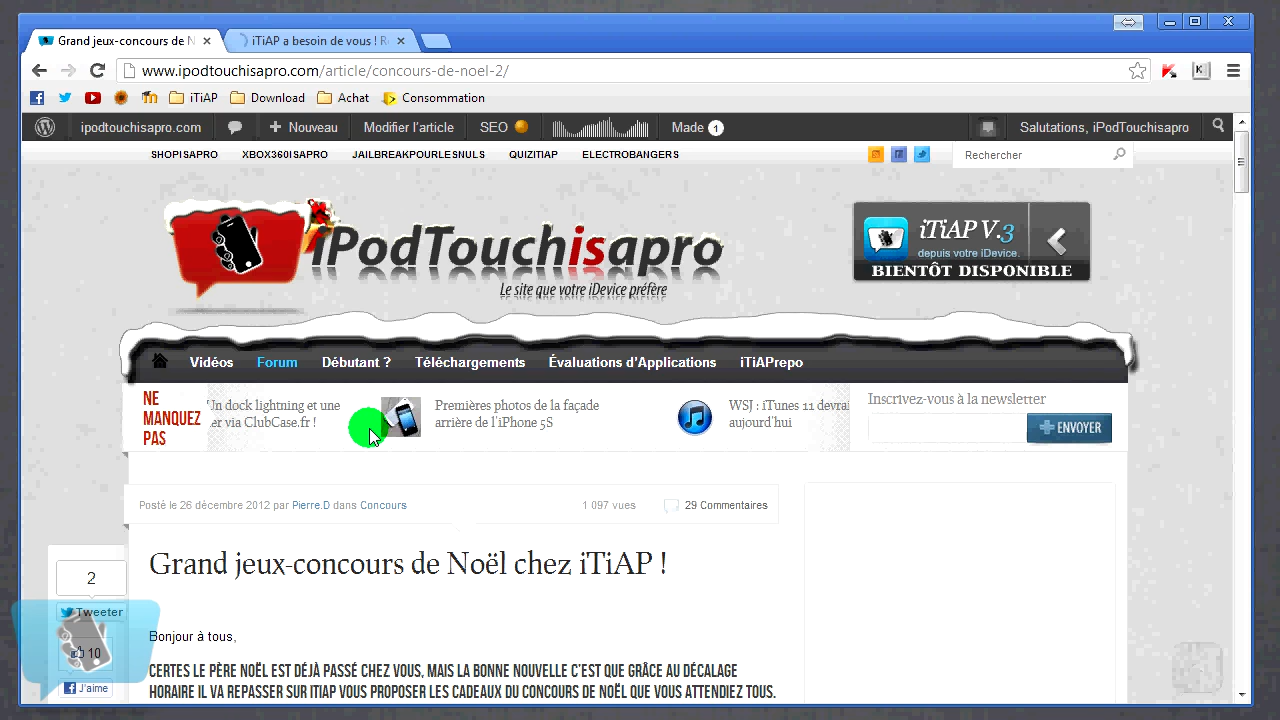 Grand jeux-concours de N
iTiAP a besoin de vous ! R
www.ipodtouchisapro.com/article/concours-de-noel-2/
iTiAP
Download
Achat
Consommation
ipodtouchisapro.com
Nouveau
Modifier l'article
SEO
Made 1
Salutations, iPodTouchisapro
SHOPISAPRO
XBOX360ISAPRO
JAILBREAKPOURLESNULS
QUIZITIAP
ELECTROBANGERS
Rechercher
iPodTouchisapro
Le site que votre iDevice préfère
iTiAP V.3
depuis votre iDevice.
BIENTÔT DISPONIBLE
Vidéos
Forum
Débutant ?
Téléchargements
Évaluations d'Applications
iTiAPrepo
NE
MANQUEZ
PAS
Un dock lightning et une
er via ClubCase.fr !
Premières photos de la façade
arrière de l'iPhone 5S
WSJ : iTunes 11 devrai
aujourd'hui
Inscrivez-vous à la newsletter
ENVOYER
Posté le 26 décembre 2012 par Pierre.D dans Concours
1 097 vues
29 Commentaires
Grand jeux-concours de Noël chez iTiAP !
2
Tweeter
10
J'aime
Bonjour à tous,
CERTES LE PÈRE NOËL EST DÉJÀ PASSÉ CHEZ VOUS, MAIS LA BONNE NOUVELLE C'EST QUE GRÂCE AU DÉCALAGE
HORAIRE IL VA REPASSER SUR ITIAP VOUS PROPOSER LES CADEAUX DU CONCOURS DE NOËL QUE VOUS ATTENDIEZ TOUS.